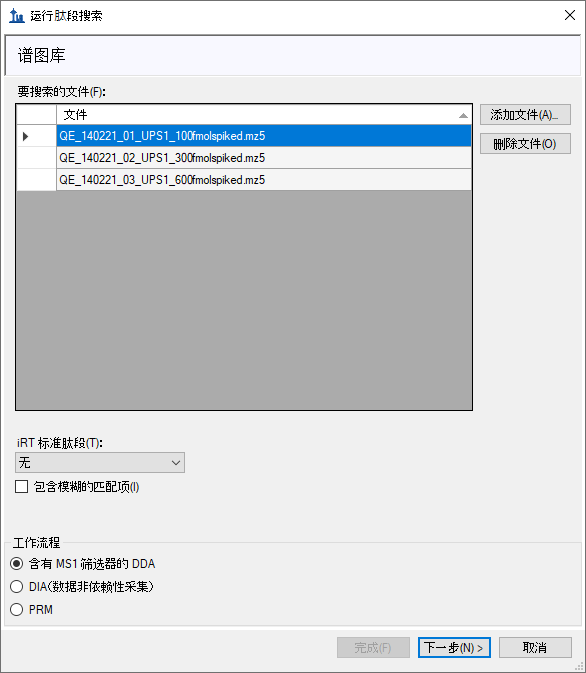 运行肽段搜索
谱图库
要搜索的文件(F):
文件
添加文件(A)...
QE_140221_01_UPS1_100fmolspiked.mz5
删除文件(O)
QE_140221_02_UPS1_300fmolspiked.mz5
QE_140221_03_UPS1_600fmolspiked.mz5
iRT 标准肽段(T):
无
包含模糊的匹配项(I)
工作流程
含有 MS1 筛选器的 DDA
DIA(数据非依赖性采集)
PRM
完成(F) 下一步(N) > 取消